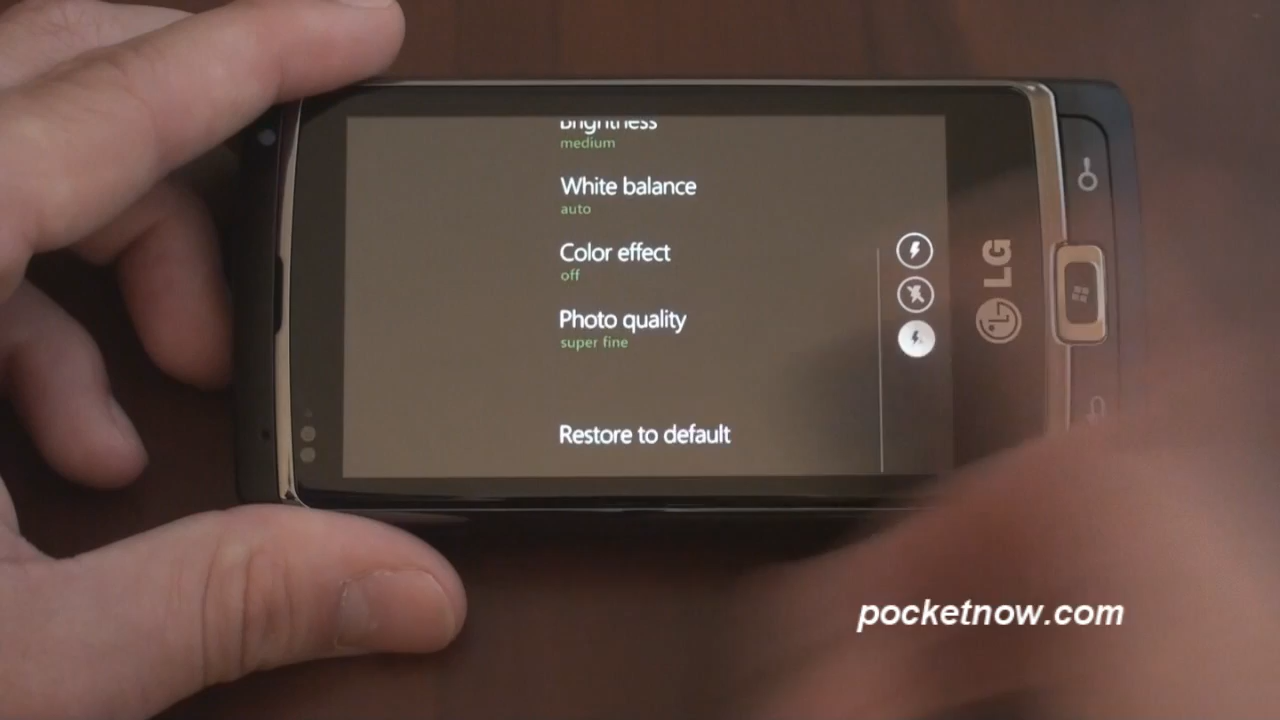 Brightness
medium
White balance
auto
Color effect
off
Photo quality
super fine
Restore to default
LG
pocketnow.com